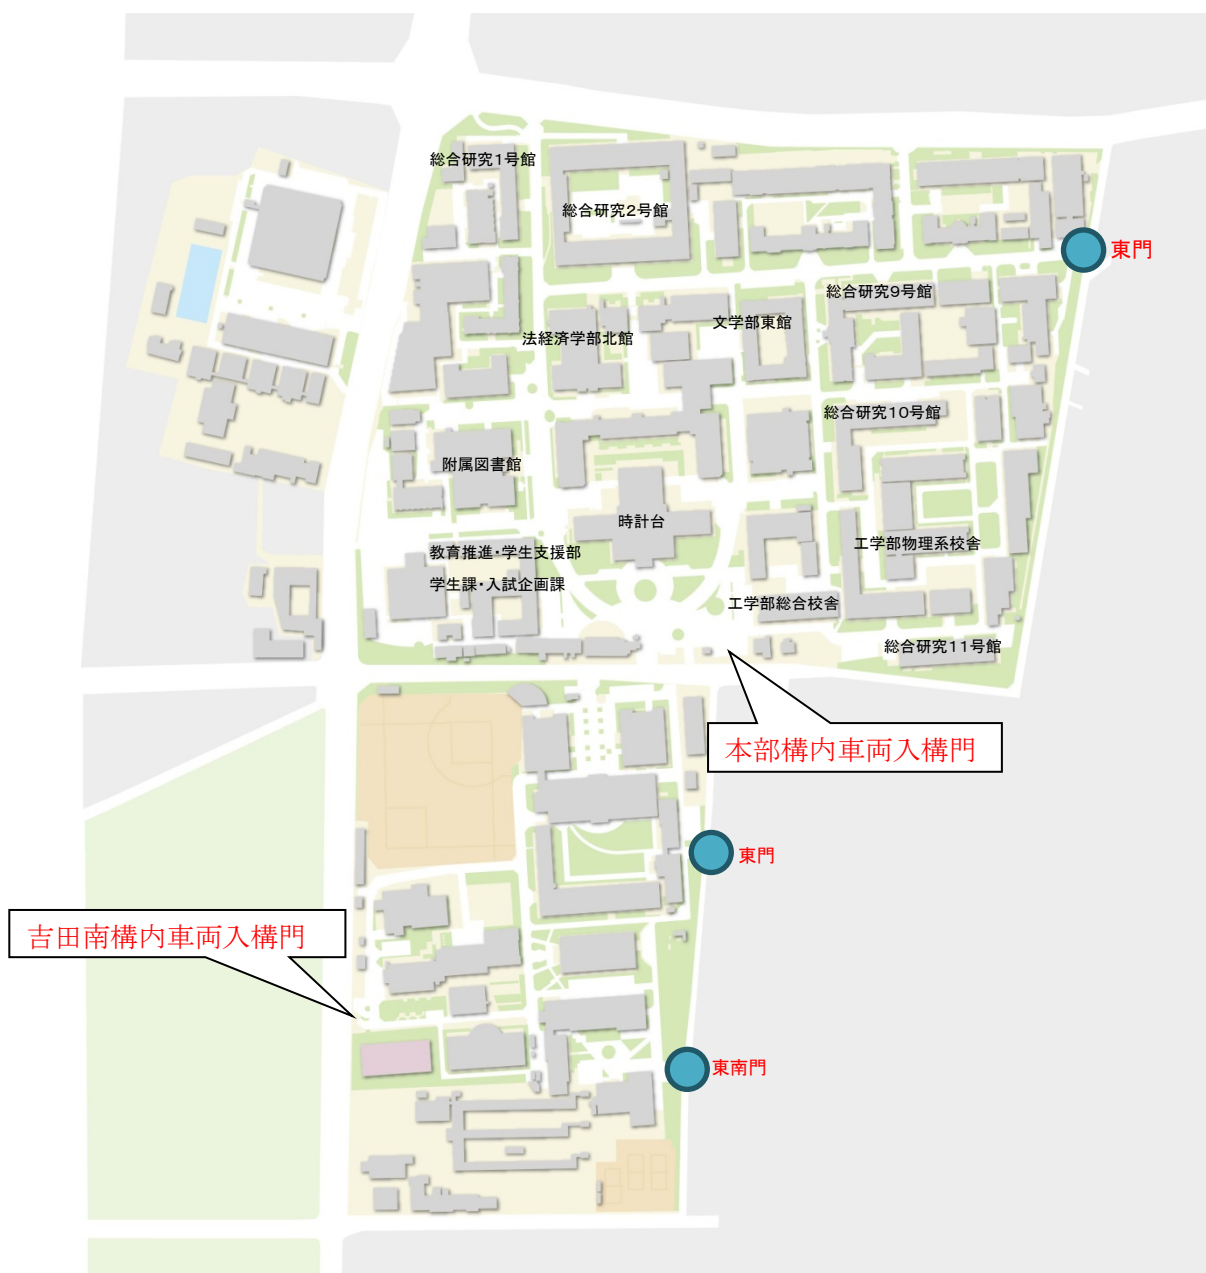 総合研究1号館
総合研究2号館
東門
総合研究9号館
文学部東館
法経済学部北館
総合研究10号館
附属図書館
時計台
工学部物理系校舎
教育推進・学生支援部
学生課・入試企画課
工学部総合校舎
総合研究11号館
本部構内車両入構門
東門
吉田南構内車両入構門
東南門